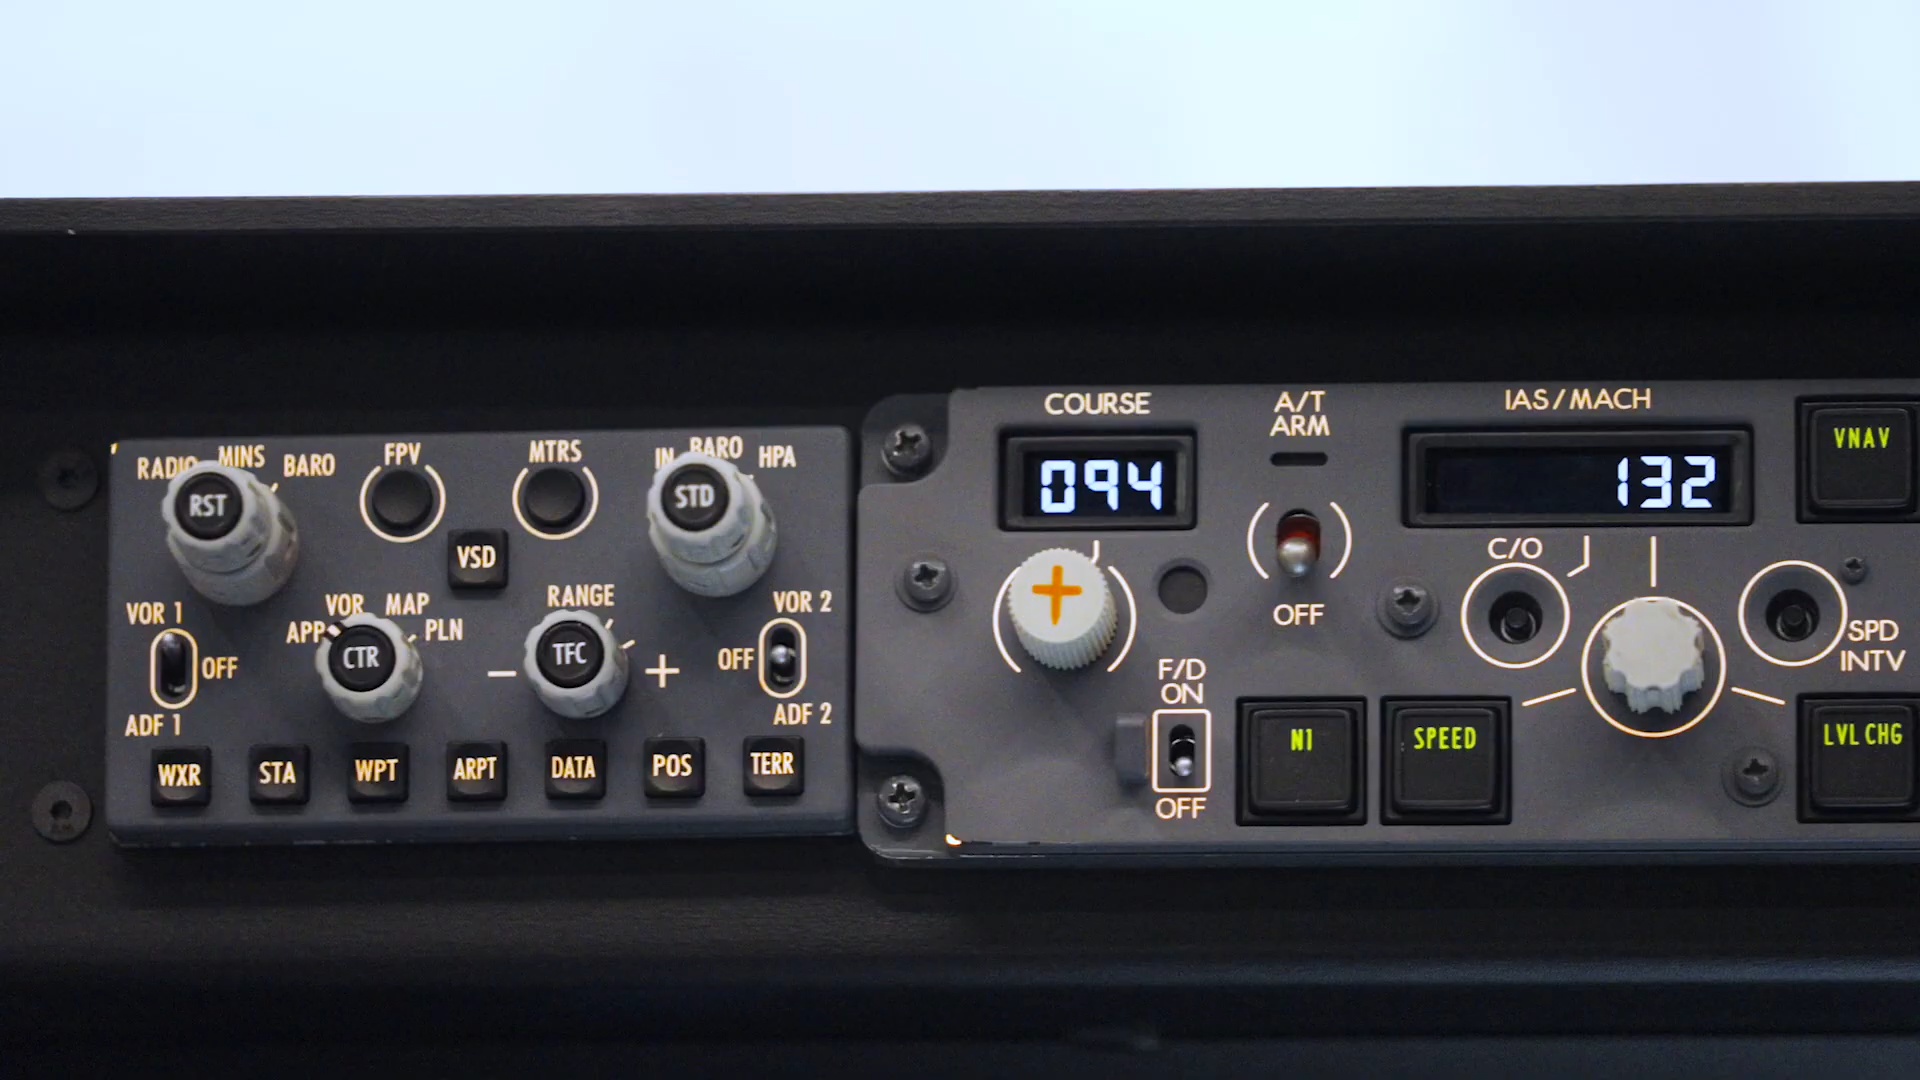 RADIO MINS BARO
RST
FPV
MTRS
IN BARO HPA
STD
VSD
VOR 1
OFF
ADF 1
APP VOR MAP PLN
CTR
RANGE
- TFC +
VOR 2
OFF
ADF 2
WXR STA WPT ARPT DATA POS TERR
COURSE
094
A/T
ARM
OFF
F/D
ON
OFF
IAS/MACH
132
C/O
SPD
INTV
N1
SPEED
VNAV
LVL CHG